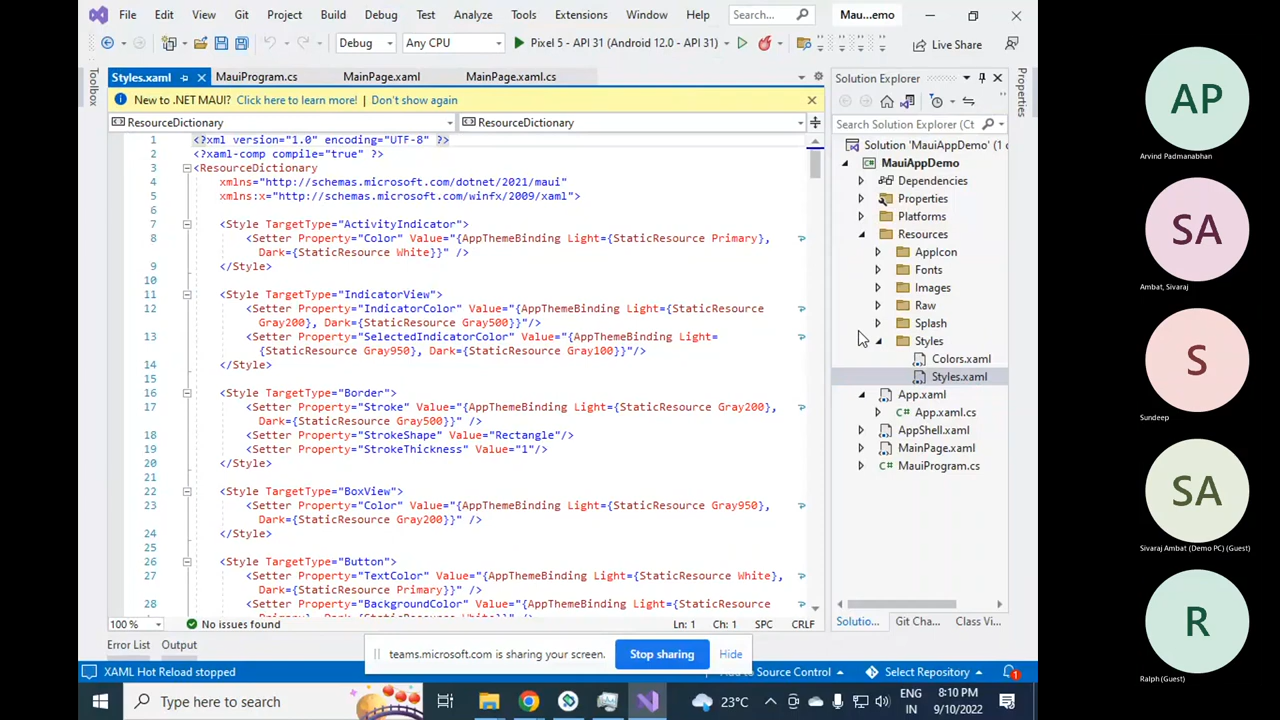 File Edit View Git Project Build Debug Test Analyze Tools Extensions Window Help Search... Mau...emo
Debug Any CPU Pixel 5 - API 31 (Android 12.0 - API 31) Live Share
Styles.xaml MauiProgram.cs MainPage.xaml MainPage.xaml.cs
Toolbox
New to .NET MAUI? Click here to learn more! | Don't show again
ResourceDictionary ResourceDictionary
1 <?xml version="1.0" encoding="UTF-8" ?>
2 <?xaml-comp compile="true" ?>
3 <ResourceDictionary
4 xmlns="http://schemas.microsoft.com/dotnet/2021/maui"
5 xmlns:x="http://schemas.microsoft.com/winfx/2009/xaml">
6
7 <Style TargetType="ActivityIndicator">
8 <Setter Property="Color" Value="{AppThemeBinding Light={StaticResource Primary},
Dark={StaticResource White}}" />
9 </Style>
10
11 <Style TargetType="IndicatorView">
12 <Setter Property="IndicatorColor" Value="{AppThemeBinding Light={StaticResource
Gray200}, Dark={StaticResource Gray500}}"/>
13 <Setter Property="SelectedIndicatorColor" Value="{AppThemeBinding Light=
{StaticResource Gray950}, Dark={StaticResource Gray100}}"/>
14 </Style>
15
16 <Style TargetType="Border">
17 <Setter Property="Stroke" Value="{AppThemeBinding Light={StaticResource Gray200},
Dark={StaticResource Gray500}}" />
18 <Setter Property="StrokeShape" Value="Rectangle"/>
19 <Setter Property="StrokeThickness" Value="1"/>
20 </Style>
21
22 <Style TargetType="BoxView">
23 <Setter Property="Color" Value="{AppThemeBinding Light={StaticResource Gray950},
Dark={StaticResource Gray200}}" />
24 </Style>
25
26 <Style TargetType="Button">
27 <Setter Property="TextColor" Value="{AppThemeBinding Light={StaticResource White},
Dark={StaticResource Primary}}" />
28 <Setter Property="BackgroundColor" Value="{AppThemeBinding Light={StaticResource
100 % No issues found Ln: 1 Ch: 1 SPC CRLF
Error List Output
Solution Explorer
Search Solution Explorer (Ct
Solution 'MauiAppDemo' (1 c
MauiAppDemo
Dependencies
Properties
Platforms
Resources
AppIcon
Fonts
Images
Raw
Splash
Styles
Colors.xaml
Styles.xaml
App.xaml
C# App.xaml.cs
AppShell.xaml
MainPage.xaml
C# MauiProgram.cs
Solutio... Git Cha... Class Vi...
Properties
teams.microsoft.com is sharing your screen. Stop sharing Hide
XAML Hot Reload stopped to Source Control Select Repository 1
Type here to search 23°C ENG IN 8:10 PM 9/10/2022
AP
Arvind Padmanabhan
SA
Ambat, Sivaraj
S
Sundeep
SA
Sivaraj Ambat (Demo PC) (Guest)
R
Ralph (Guest)